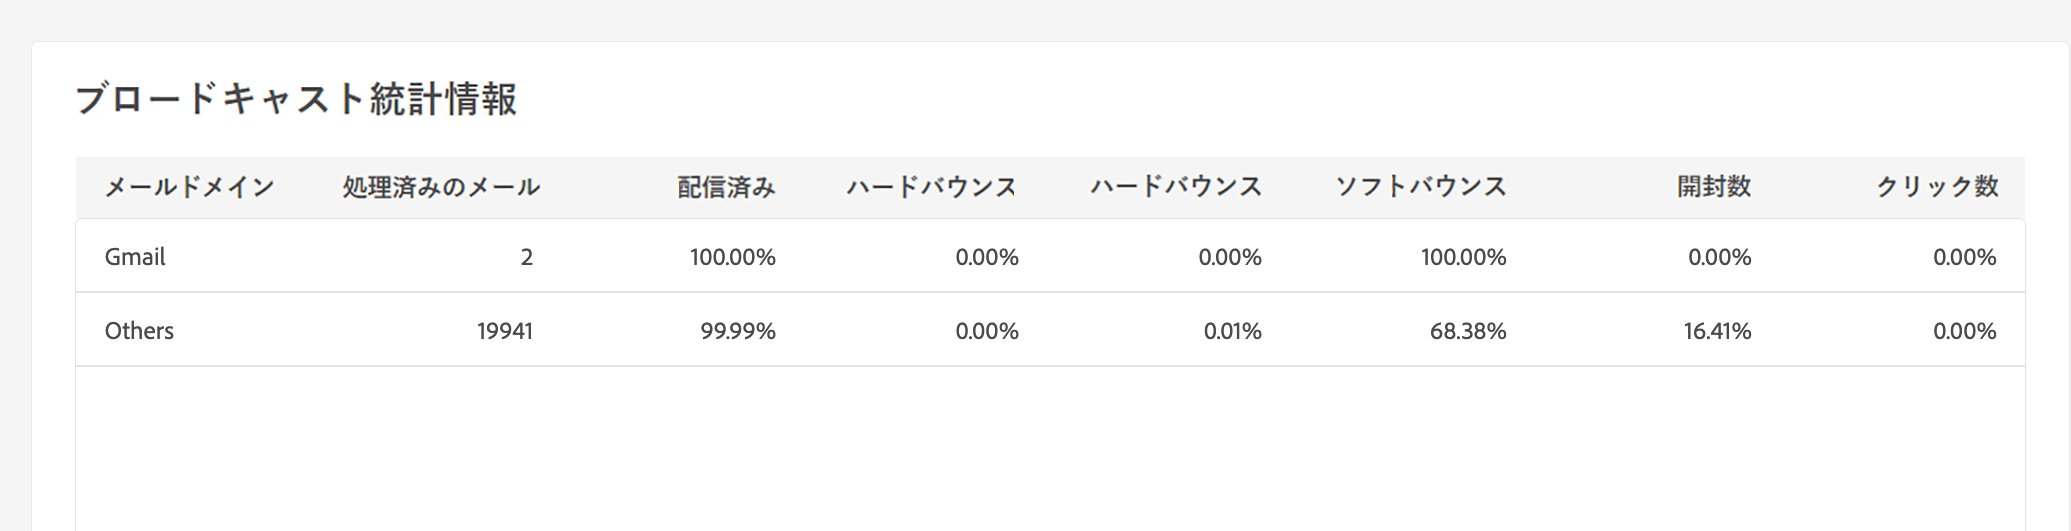 ブロードキャスト統計情報
メールドメイン 処理済みのメール 配信済み ハードバウンス ハードバウンス ソフトバウンス 開封数 クリック数
Gmail 2 100.00% 0.00% 0.00% 100.00% 0.00% 0.00%
Others 19941 99.99% 0.00% 0.01% 68.38% 16.41% 0.00%